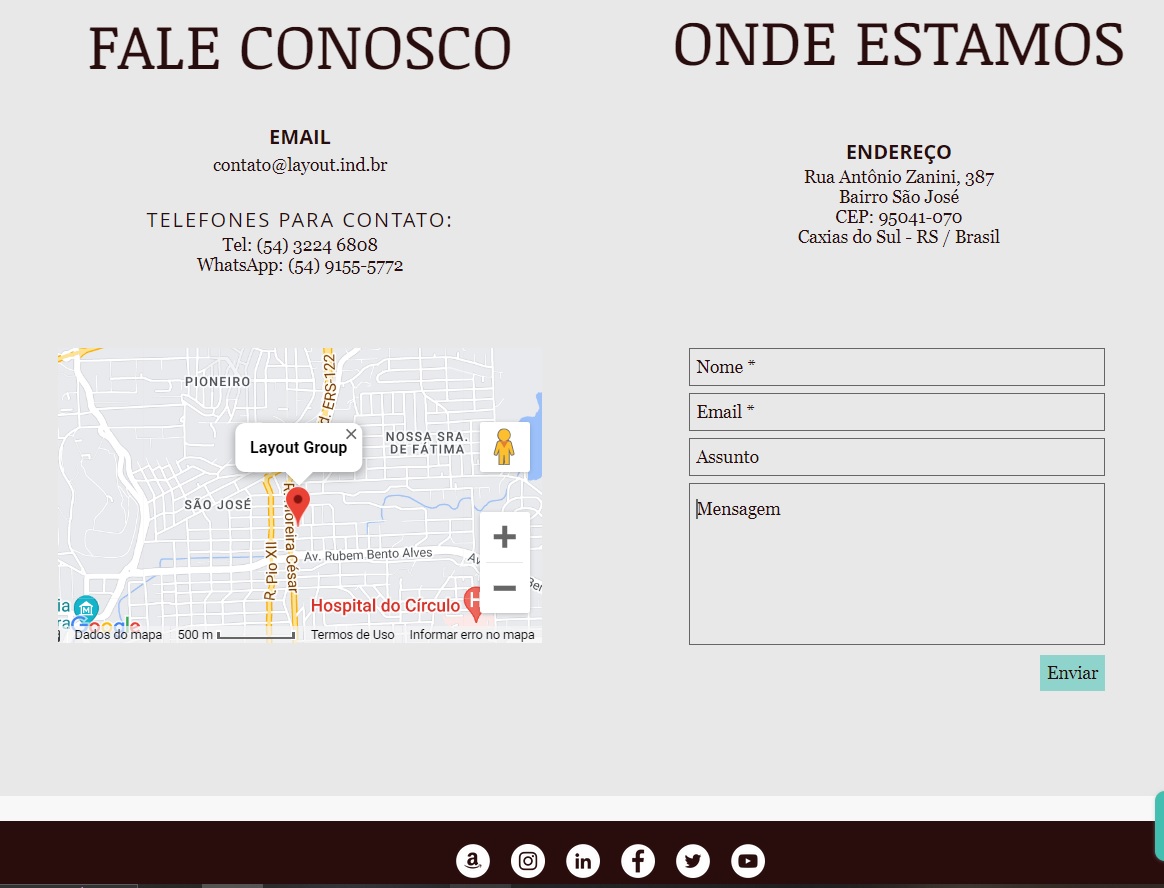 FALE CONOSCO
ONDE ESTAMOS
EMAIL
contato@layout.ind.br
TELEFONES PARA CONTATO:
Tel: (54) 3224 6808
WhatsApp: (54) 9155-5772
ENDEREÇO
Rua Antônio Zanini, 387
Bairro São José
CEP: 95041-070
Caxias do Sul - RS / Brasil
PIONEIRO
d. ERS-122
Layout Group
NOSSA SRA.
DE FÁTIMA
SÃO JOSÉ
R. Moreira César
R. Pio XII
Av. Rubem Bento Alves
Av
Hospital do Círculo
H
ia
Google
Dados do mapa
500 m
Termos de Uso
Informar erro no mapa
Nome *
Email *
Assunto
Mensagem
Enviar